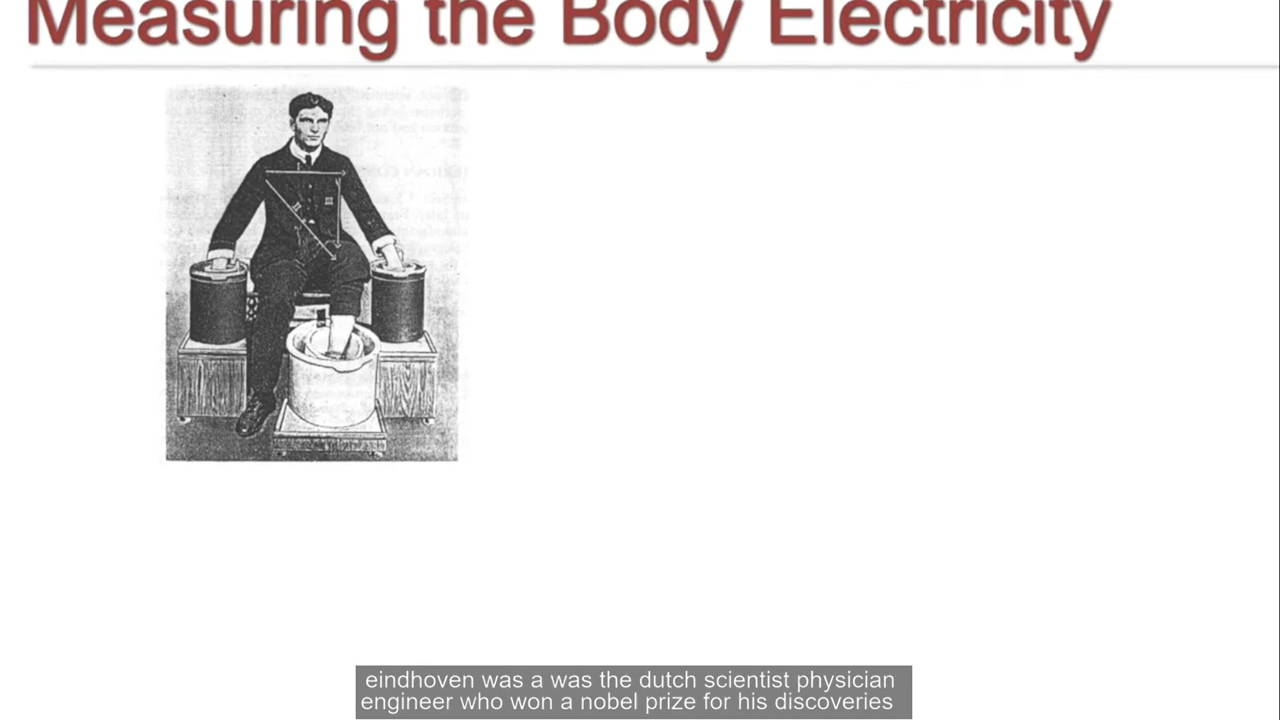 Measuring the Body Electricity
eindhoven was a was the dutch scientist physician
engineer who won a nobel prize for his discoveries